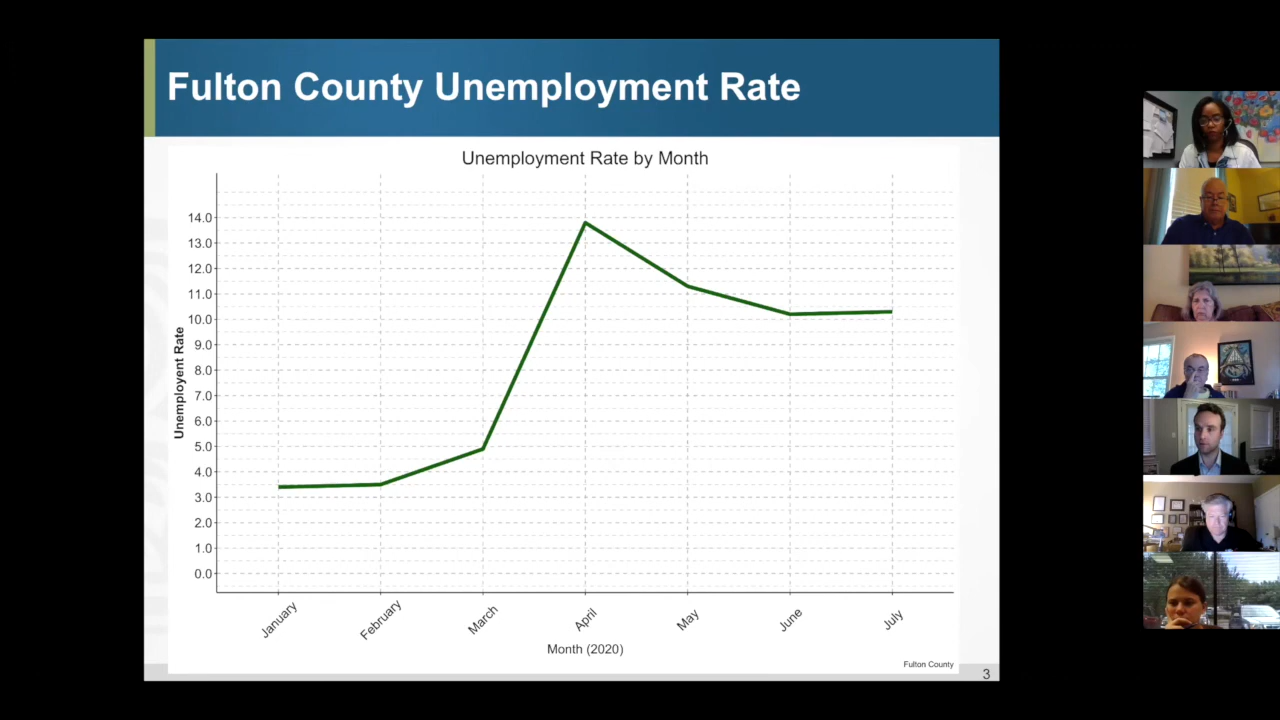 Fulton County Unemployment Rate
Unemployment Rate by Month
14.0
13.0
12.0
11.0
10.0
9.0
8.0
7.0
6.0
5.0
4.0
3.0
2.0
1.0
0.0
Unemployent Rate
January
February
March
April
May
June
July
Month (2020)
Fulton County
3